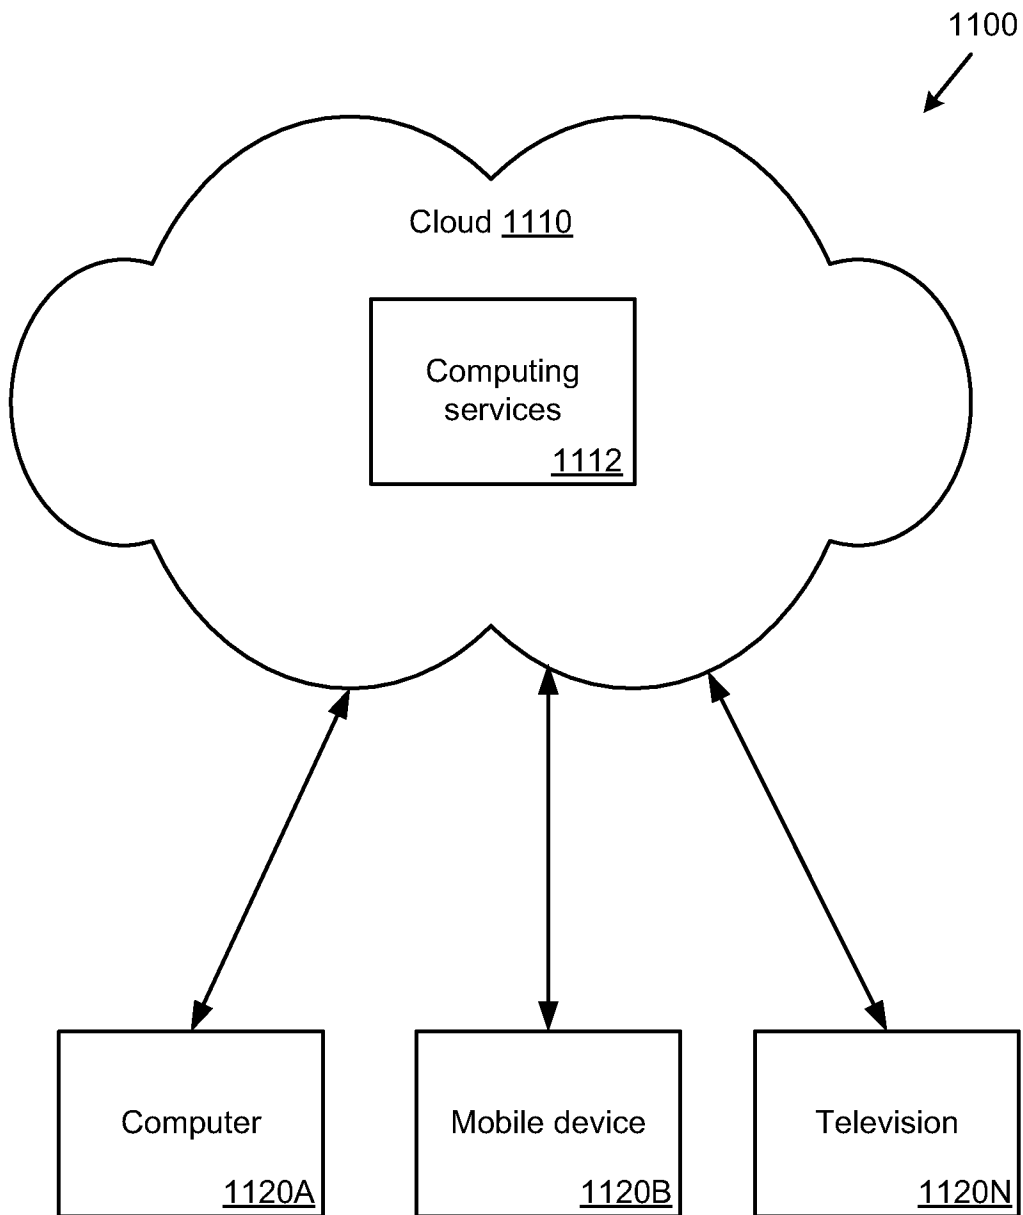 1100
Cloud 1110
Computing
services
1112
Computer
1120A
Mobile device
1120B
Television
1120N